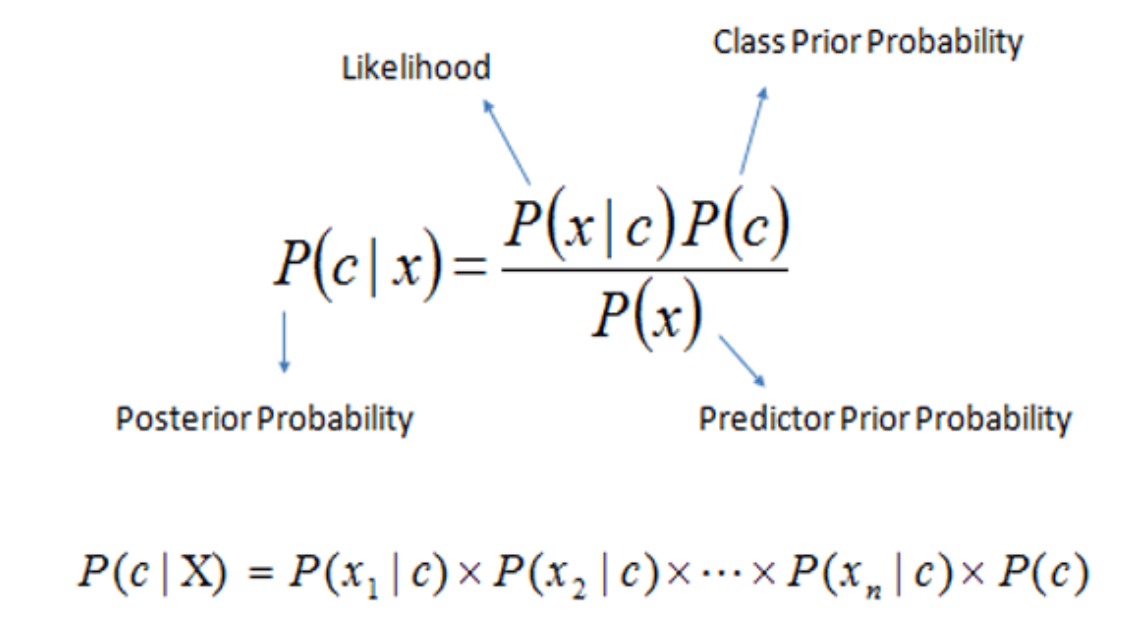 Class Prior Probability
Likelihood
P(c | x) = P(x | c) P(c) / P(x)
Posterior Probability
Predictor Prior Probability
P(c | X) = P(x₁ | c) × P(x₂ | c) × ⋯ × P(xₙ | c) × P(c)